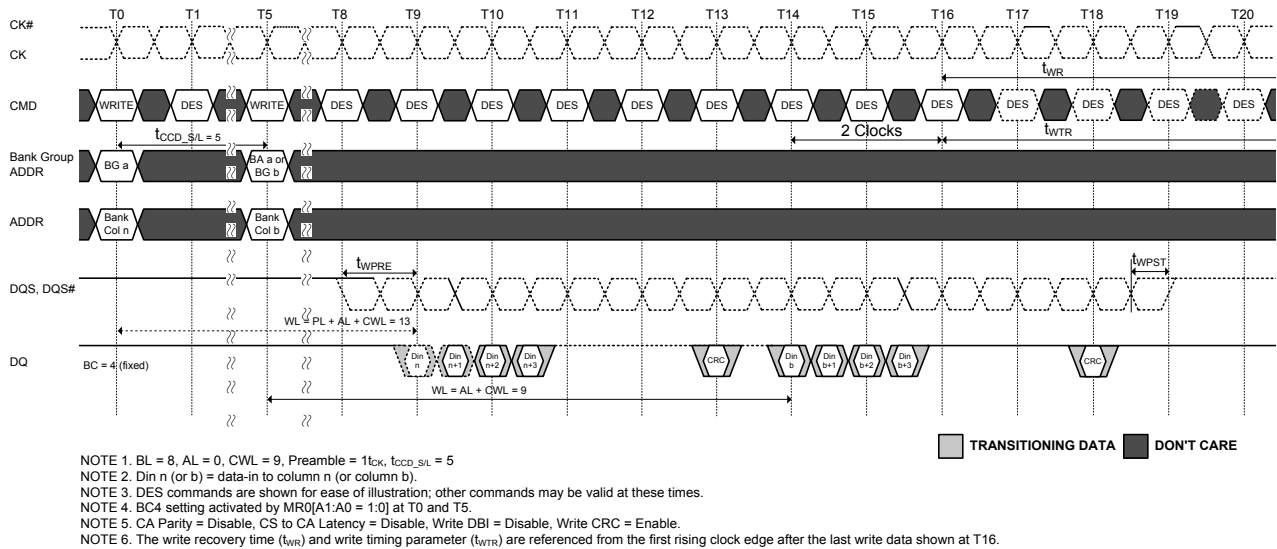 T0 T1 T5 T8 T9 T10 T11 T12 T13 T14 T15 T16 T17 T18 T19 T20
CK#
CK
tWR
CMD WRITE DES WRITE DES DES DES DES DES DES DES DES DES DES DES DES DES
tCCD_S/L = 5
2 Clocks
tWTR
Bank Group
ADDR
BG a
BA a or
BG b
ADDR
Bank
Col n
Bank
Col b
tWPRE
tWPST
DQS, DQS#
WL = PL + AL + CWL = 13
DQ
BC = 4 (fixed)
Din
n
Din
n+1
Din
n+2
Din
n+3
CRC
Din
b
Din
b+1
Din
b+2
Din
b+3
CRC
WL = AL + CWL = 9
TRANSITIONING DATA
DON'T CARE
NOTE 1. BL = 8, AL = 0, CWL = 9, Preamble = 1tCK, tCCD_S/L = 5
NOTE 2. Din n (or b) = data-in to column n (or column b).
NOTE 3. DES commands are shown for ease of illustration; other commands may be valid at these times.
NOTE 4. BC4 setting activated by MR0[A1:A0 = 1:0] at T0 and T5.
NOTE 5. CA Parity = Disable, CS to CA Latency = Disable, Write DBI = Disable, Write CRC = Enable.
NOTE 6. The write recovery time (tWR) and write timing parameter (tWTR) are referenced from the first rising clock edge after the last write data shown at T16.